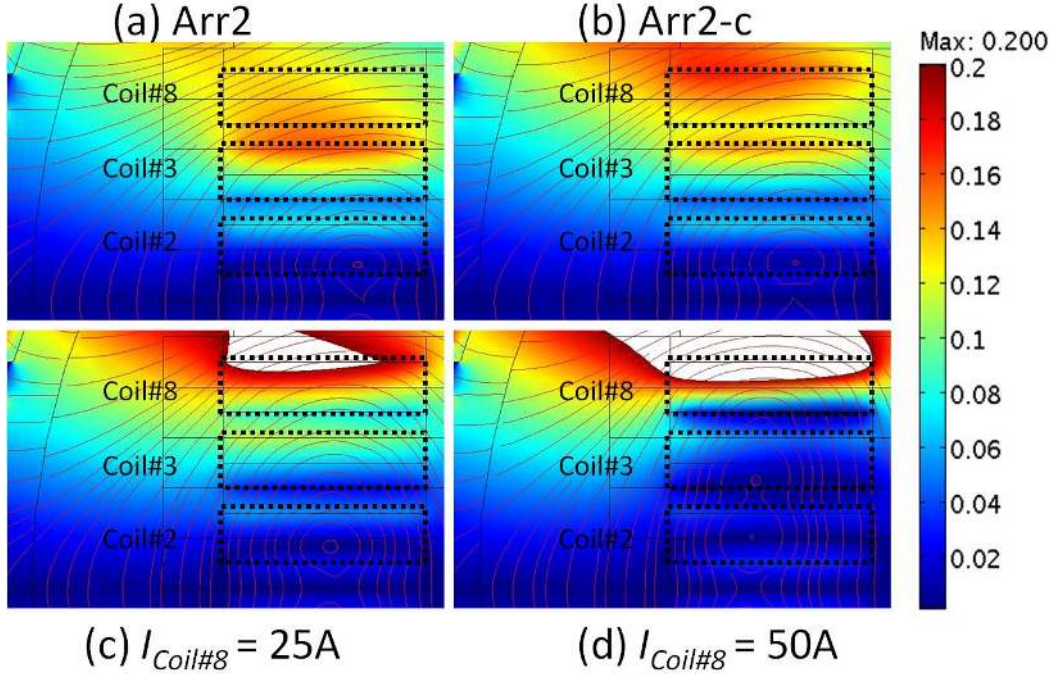 (a) Arr2
(b) Arr2-c
Max: 0.200
Coil#8
Coil#3
Coil#2
Coil#8
Coil#3
Coil#2
0.2
0.18
0.16
0.14
0.12
0.1
0.08
0.06
0.04
0.02
Coil#8
Coil#3
Coil#2
Coil#8
Coil#3
Coil#2
(c) I_Coil#8 = 25A
(d) I_Coil#8 = 50A